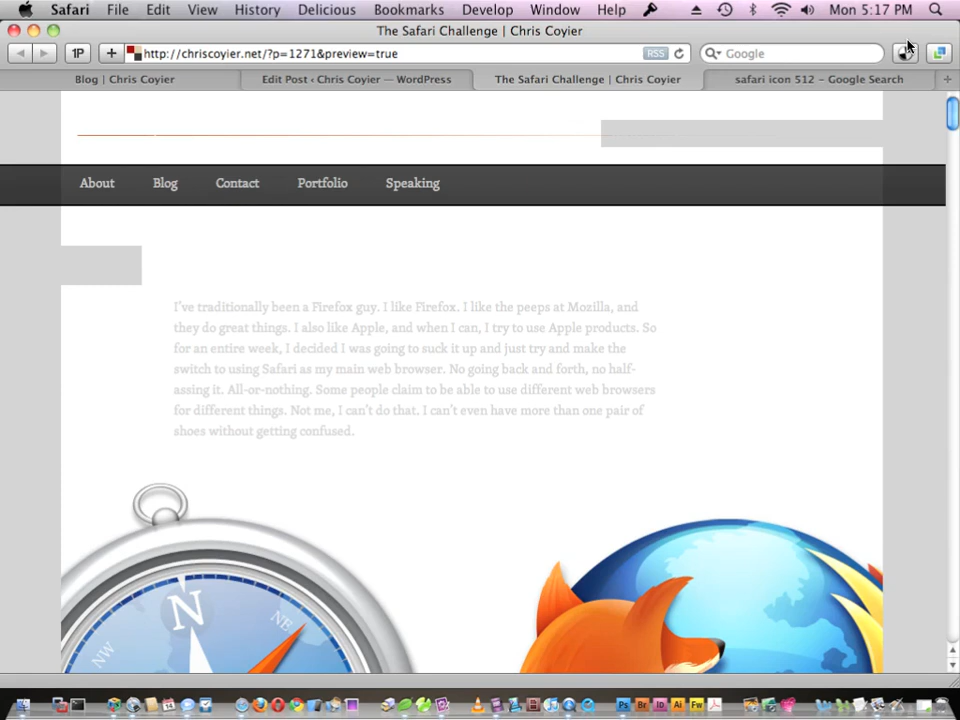 Safari File Edit View History Delicious Bookmarks Develop Window Help Mon 5:17 PM
The Safari Challenge | Chris Coyier
1P + http://chriscoyier.net/?p=1271&preview=true RSS Google
Blog | Chris Coyier Edit Post ‹ Chris Coyier — WordPress The Safari Challenge | Chris Coyier safari icon 512 - Google Search +
About Blog Contact Portfolio Speaking
I've traditionally been a Firefox guy. I like Firefox. I like the peeps at Mozilla, and
they do great things. I also like Apple, and when I can, I try to use Apple products. So
for an entire week, I decided I was going to suck it up and just try and make the
switch to using Safari as my main web browser. No going back and forth, no half-
assing it. All-or-nothing. Some people claim to be able to use different web browsers
for different things. Not me, I can't do that. I can't even have more than one pair of
shoes without getting confused.
N
NE
NW
Ps Br Id Ai Fw